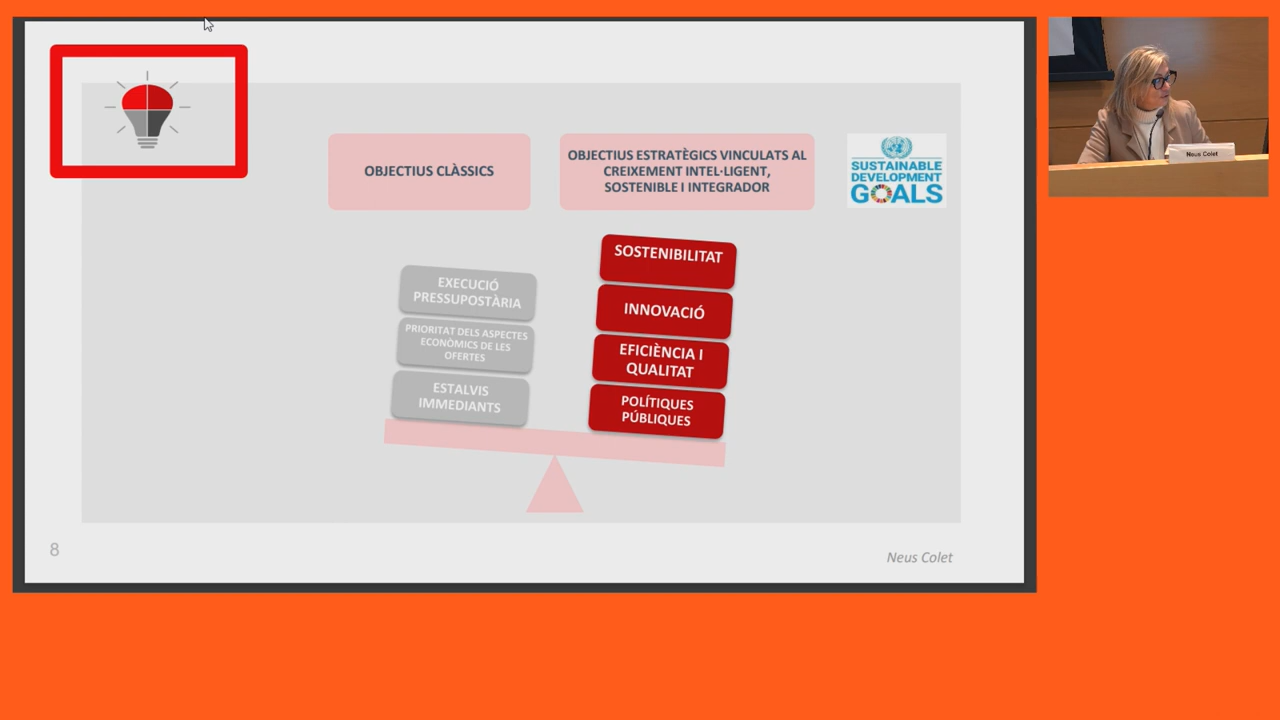 OBJECTIUS CLÀSSICS
OBJECTIUS ESTRATÈGICS VINCULATS AL
CREIXEMENT INTEL·LIGENT,
SOSTENIBLE I INTEGRADOR
SUSTAINABLE
DEVELOPMENT
GOALS
EXECUCIÓ
PRESSUPOSTÀRIA
PRIORITAT DELS ASPECTES
ECONÒMICS DE LES
OFERTES
ESTALVIS
IMMEDIANTS
SOSTENIBILITAT
INNOVACIÓ
EFICIÈNCIA I
QUALITAT
POLÍTIQUES
PÚBLIQUES
8
Neus Colet
Neus Colet